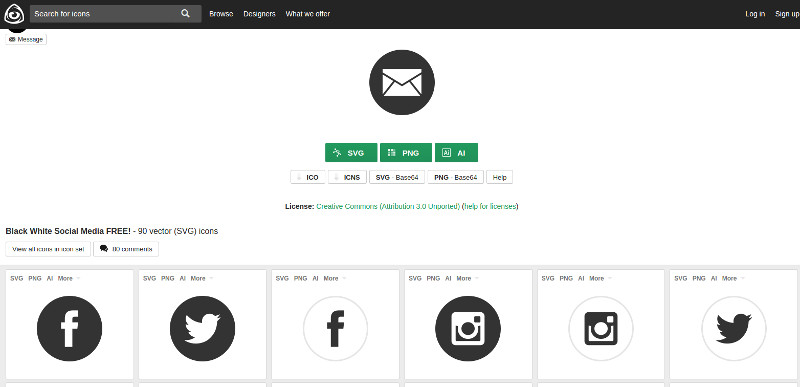 Search for icons Browse Designers What we offer Log in Sign up
Message
SVG PNG AI
ICO ICNS SVG - Base64 PNG - Base64 Help
License: Creative Commons (Attribution 3.0 Unported) (help for licenses)
Black White Social Media FREE! - 90 vector (SVG) icons
View all icons in icon set 80 comments
SVG PNG AI More SVG PNG AI More SVG PNG AI More SVG PNG AI More SVG PNG AI More SVG PNG AI More